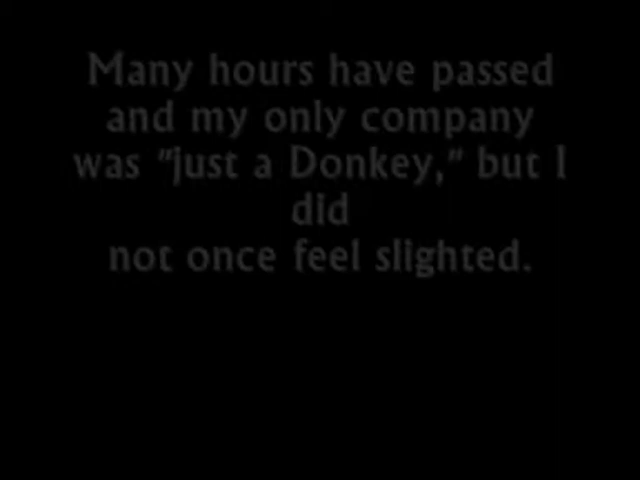 Many hours have passed
and my only company
was "just a Donkey," but I
did
not once feel slighted.